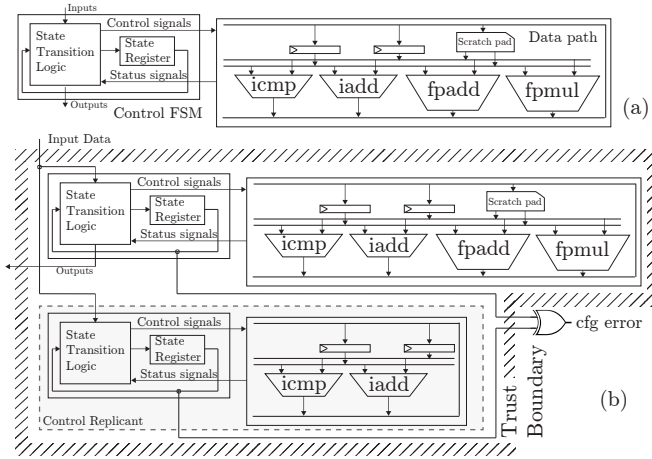 Inputs
State
Transition
Logic
Control signals
State
Register
Status signals
Outputs
Control FSM
Data path
Scratch pad
icmp
iadd
fpadd
fpmul
(a)
Input Data
State
Transition
Logic
Control signals
State
Register
Status signals
Outputs
Scratch pad
icmp
iadd
fpadd
fpmul
State
Transition
Logic
Control signals
State
Register
Status signals
Control Replicant
icmp
iadd
cfg error
Trust
Boundary
(b)